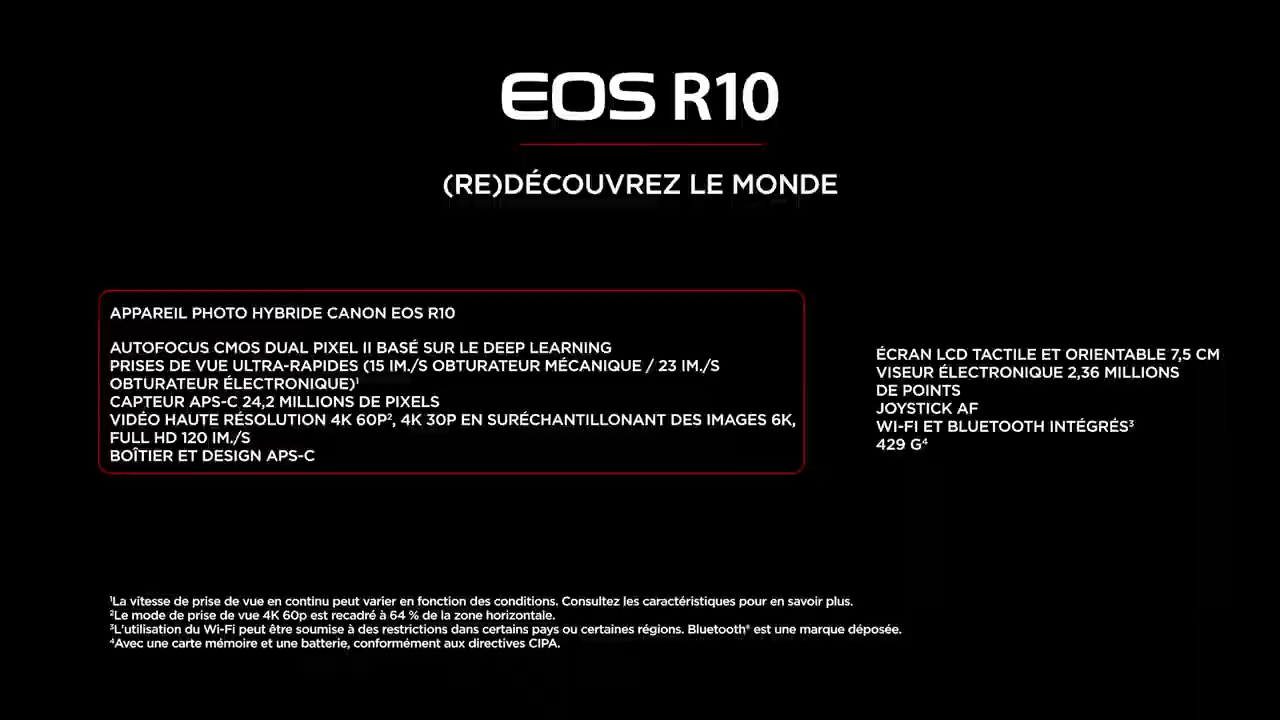 EOS R10
(RE)DÉCOUVREZ LE MONDE
APPAREIL PHOTO HYBRIDE CANON EOS R10
AUTOFOCUS CMOS DUAL PIXEL II BASÉ SUR LE DEEP LEARNING
PRISES DE VUE ULTRA-RAPIDES (15 IM./S OBTURATEUR MÉCANIQUE / 23 IM./S
OBTURATEUR ÉLECTRONIQUE)¹
CAPTEUR APS-C 24,2 MILLIONS DE PIXELS
VIDÉO HAUTE RÉSOLUTION 4K 60P², 4K 30P EN SURÉCHANTILLONANT DES IMAGES 6K,
FULL HD 120 IM./S
BOÎTIER ET DESIGN APS-C
ÉCRAN LCD TACTILE ET ORIENTABLE 7,5 CM
VISEUR ÉLECTRONIQUE 2,36 MILLIONS
DE POINTS
JOYSTICK AF
WI-FI ET BLUETOOTH INTÉGRÉS³
429 G⁴
¹La vitesse de prise de vue en continu peut varier en fonction des conditions. Consultez les caractéristiques pour en savoir plus.
²Le mode de prise de vue 4K 60p est recadré à 64 % de la zone horizontale.
³L'utilisation du Wi-Fi peut être soumise à des restrictions dans certains pays ou certaines régions. Bluetooth® est une marque déposée.
⁴Avec une carte mémoire et une batterie, conformément aux directives CIPA.